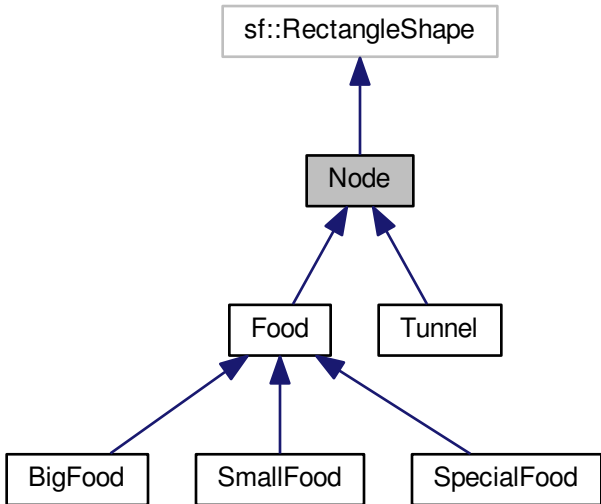 sf::RectangleShape
Node
Food
Tunnel
BigFood
SmallFood
SpecialFood